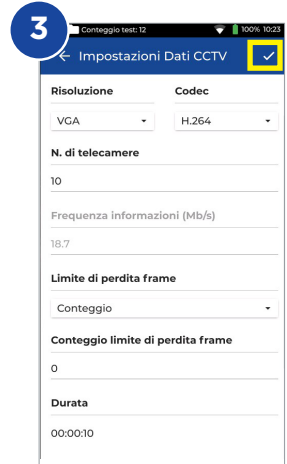 3
Conteggio test: 12 100% 10:23
Impostazioni Dati CCTV
Risoluzione Codec
VGA H.264
N. di telecamere
10
Frequenza informazioni (Mb/s)
18.7
Limite di perdita frame
Conteggio
Conteggio limite di perdita frame
0
Durata
00:00:10